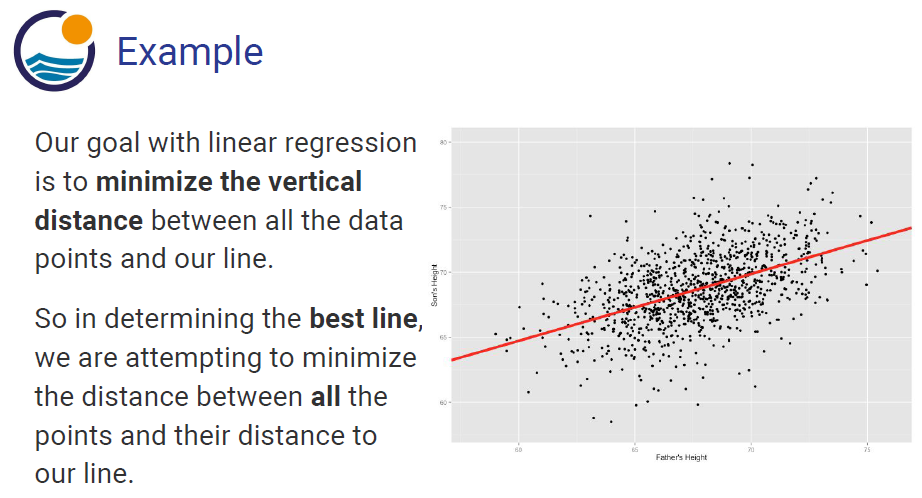 Example
Our goal with linear regression
is to minimize the vertical
distance between all the data
points and our line.
So in determining the best line,
we are attempting to minimize
the distance between all the
points and their distance to
our line.
80
75
70
65
60
Son's Height
60
65
70
75
Father's Height